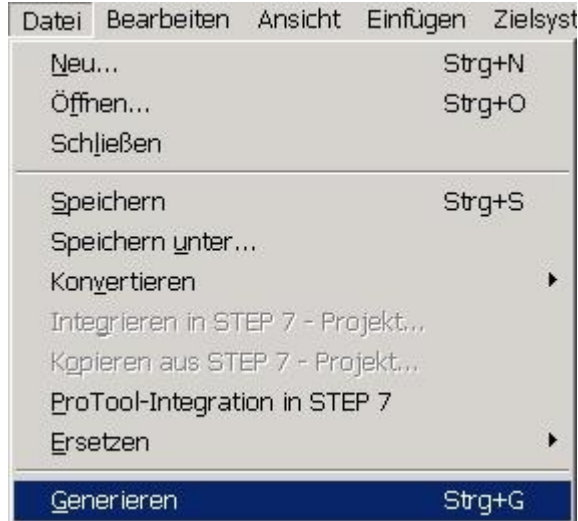 Datei Bearbeiten Ansicht Einfügen Zielsyst
Neu... Strg+N
Öffnen... Strg+O
Schließen
Speichern Strg+S
Speichern unter...
Konvertieren
Integrieren in STEP 7 - Projekt...
Kopieren aus STEP 7 - Projekt...
ProTool-Integration in STEP 7
Ersetzen
Generieren Strg+G